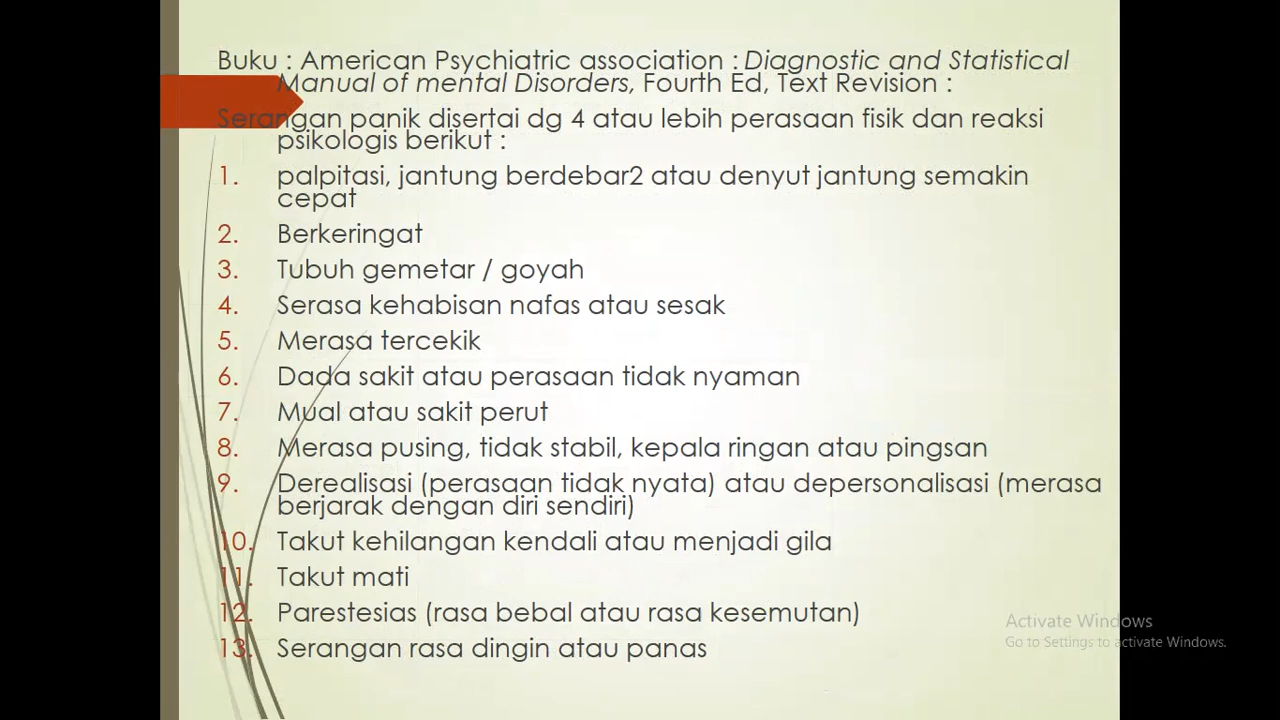 Buku : American Psychiatric association : Diagnostic and Statistical
Manual of mental Disorders, Fourth Ed, Text Revision :
Serangan panik disertai dg 4 atau lebih perasaan fisik dan reaksi
psikologis berikut :
1. palpitasi, jantung berdebar2 atau denyut jantung semakin
cepat
2. Berkeringat
3. Tubuh gemetar / goyah
4. Serasa kehabisan nafas atau sesak
5. Merasa tercekik
6. Dada sakit atau perasaan tidak nyaman
7. Mual atau sakit perut
8. Merasa pusing, tidak stabil, kepala ringan atau pingsan
9. Derealisasi (perasaan tidak nyata) atau depersonalisasi (merasa
berjarak dengan diri sendiri)
10. Takut kehilangan kendali atau menjadi gila
11. Takut mati
12. Parestesias (rasa bebal atau rasa kesemutan)
13. Serangan rasa dingin atau panas
Activate Windows
Go to Settings to activate Windows.